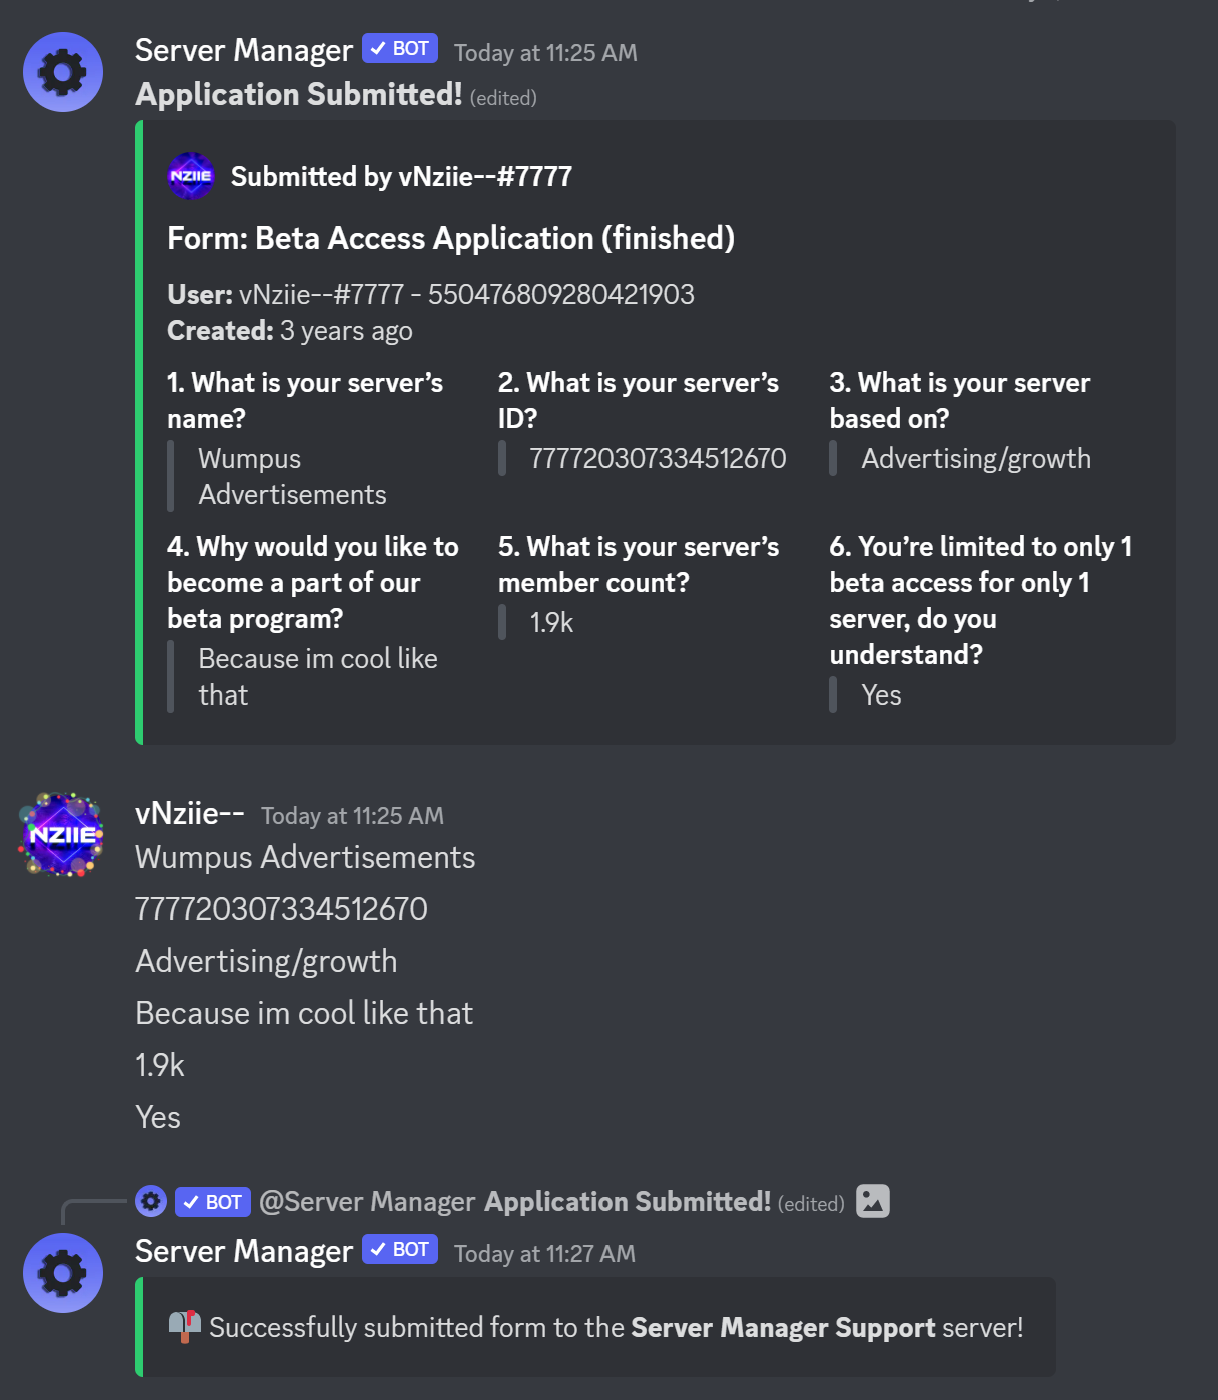 Server Manager ✓ BOT Today at 11:25 AM
Application Submitted! (edited)
NZIIE Submitted by vNziie--#7777
Form: Beta Access Application (finished)
User: vNziie--#7777 - 550476809280421903
Created: 3 years ago
1. What is your server’s
name?
Wumpus
Advertisements
2. What is your server’s
ID?
777720307334512670
3. What is your server
based on?
Advertising/growth
4. Why would you like to
become a part of our
beta program?
Because im cool like
that
5. What is your server’s
member count?
1.9k
6. You’re limited to only 1
beta access for only 1
server, do you
understand?
Yes
NZIIE
vNziie-- Today at 11:25 AM
Wumpus Advertisements
777720307334512670
Advertising/growth
Because im cool like that
1.9k
Yes
✓ BOT @Server Manager Application Submitted! (edited)
Server Manager ✓ BOT Today at 11:27 AM
Successfully submitted form to the Server Manager Support server!